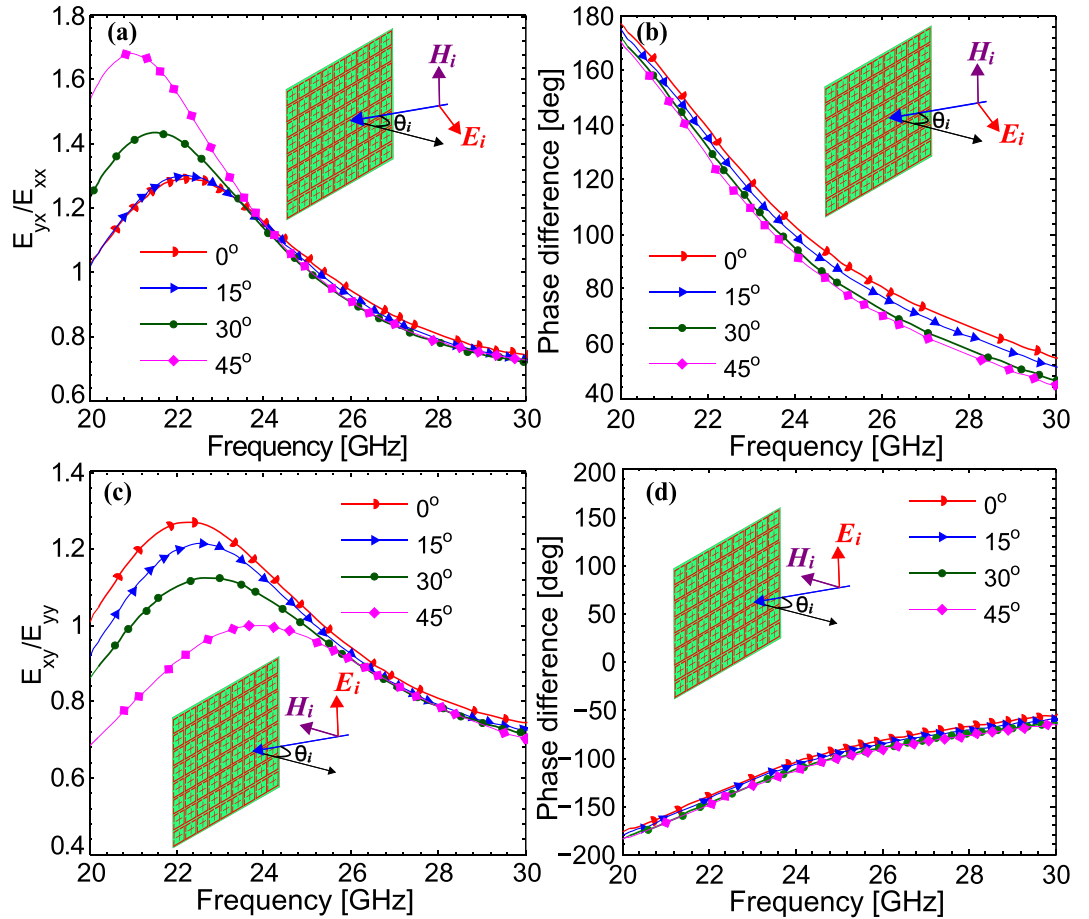 (a)
H_i
E_i
θ_i
E_yx/E_xx
1.8
1.6
1.4
1.2
1
0.8
0.6
0°
15°
30°
45°
20 22 24 26 28 30
Frequency [GHz]
(b)
H_i
E_i
θ_i
Phase difference [deg]
180
160
140
120
100
80
60
40
0°
15°
30°
45°
20 22 24 26 28 30
Frequency [GHz]
(c)
E_xy/E_yy
1.4
1.2
1
0.8
0.6
0.4
0°
15°
30°
45°
E_i
H_i
θ_i
20 22 24 26 28 30
Frequency [GHz]
(d)
Phase difference [deg]
200
150
100
50
0
−50
−100
−150
−200
0°
15°
30°
45°
E_i
H_i
θ_i
20 22 24 26 28 30
Frequency [GHz]